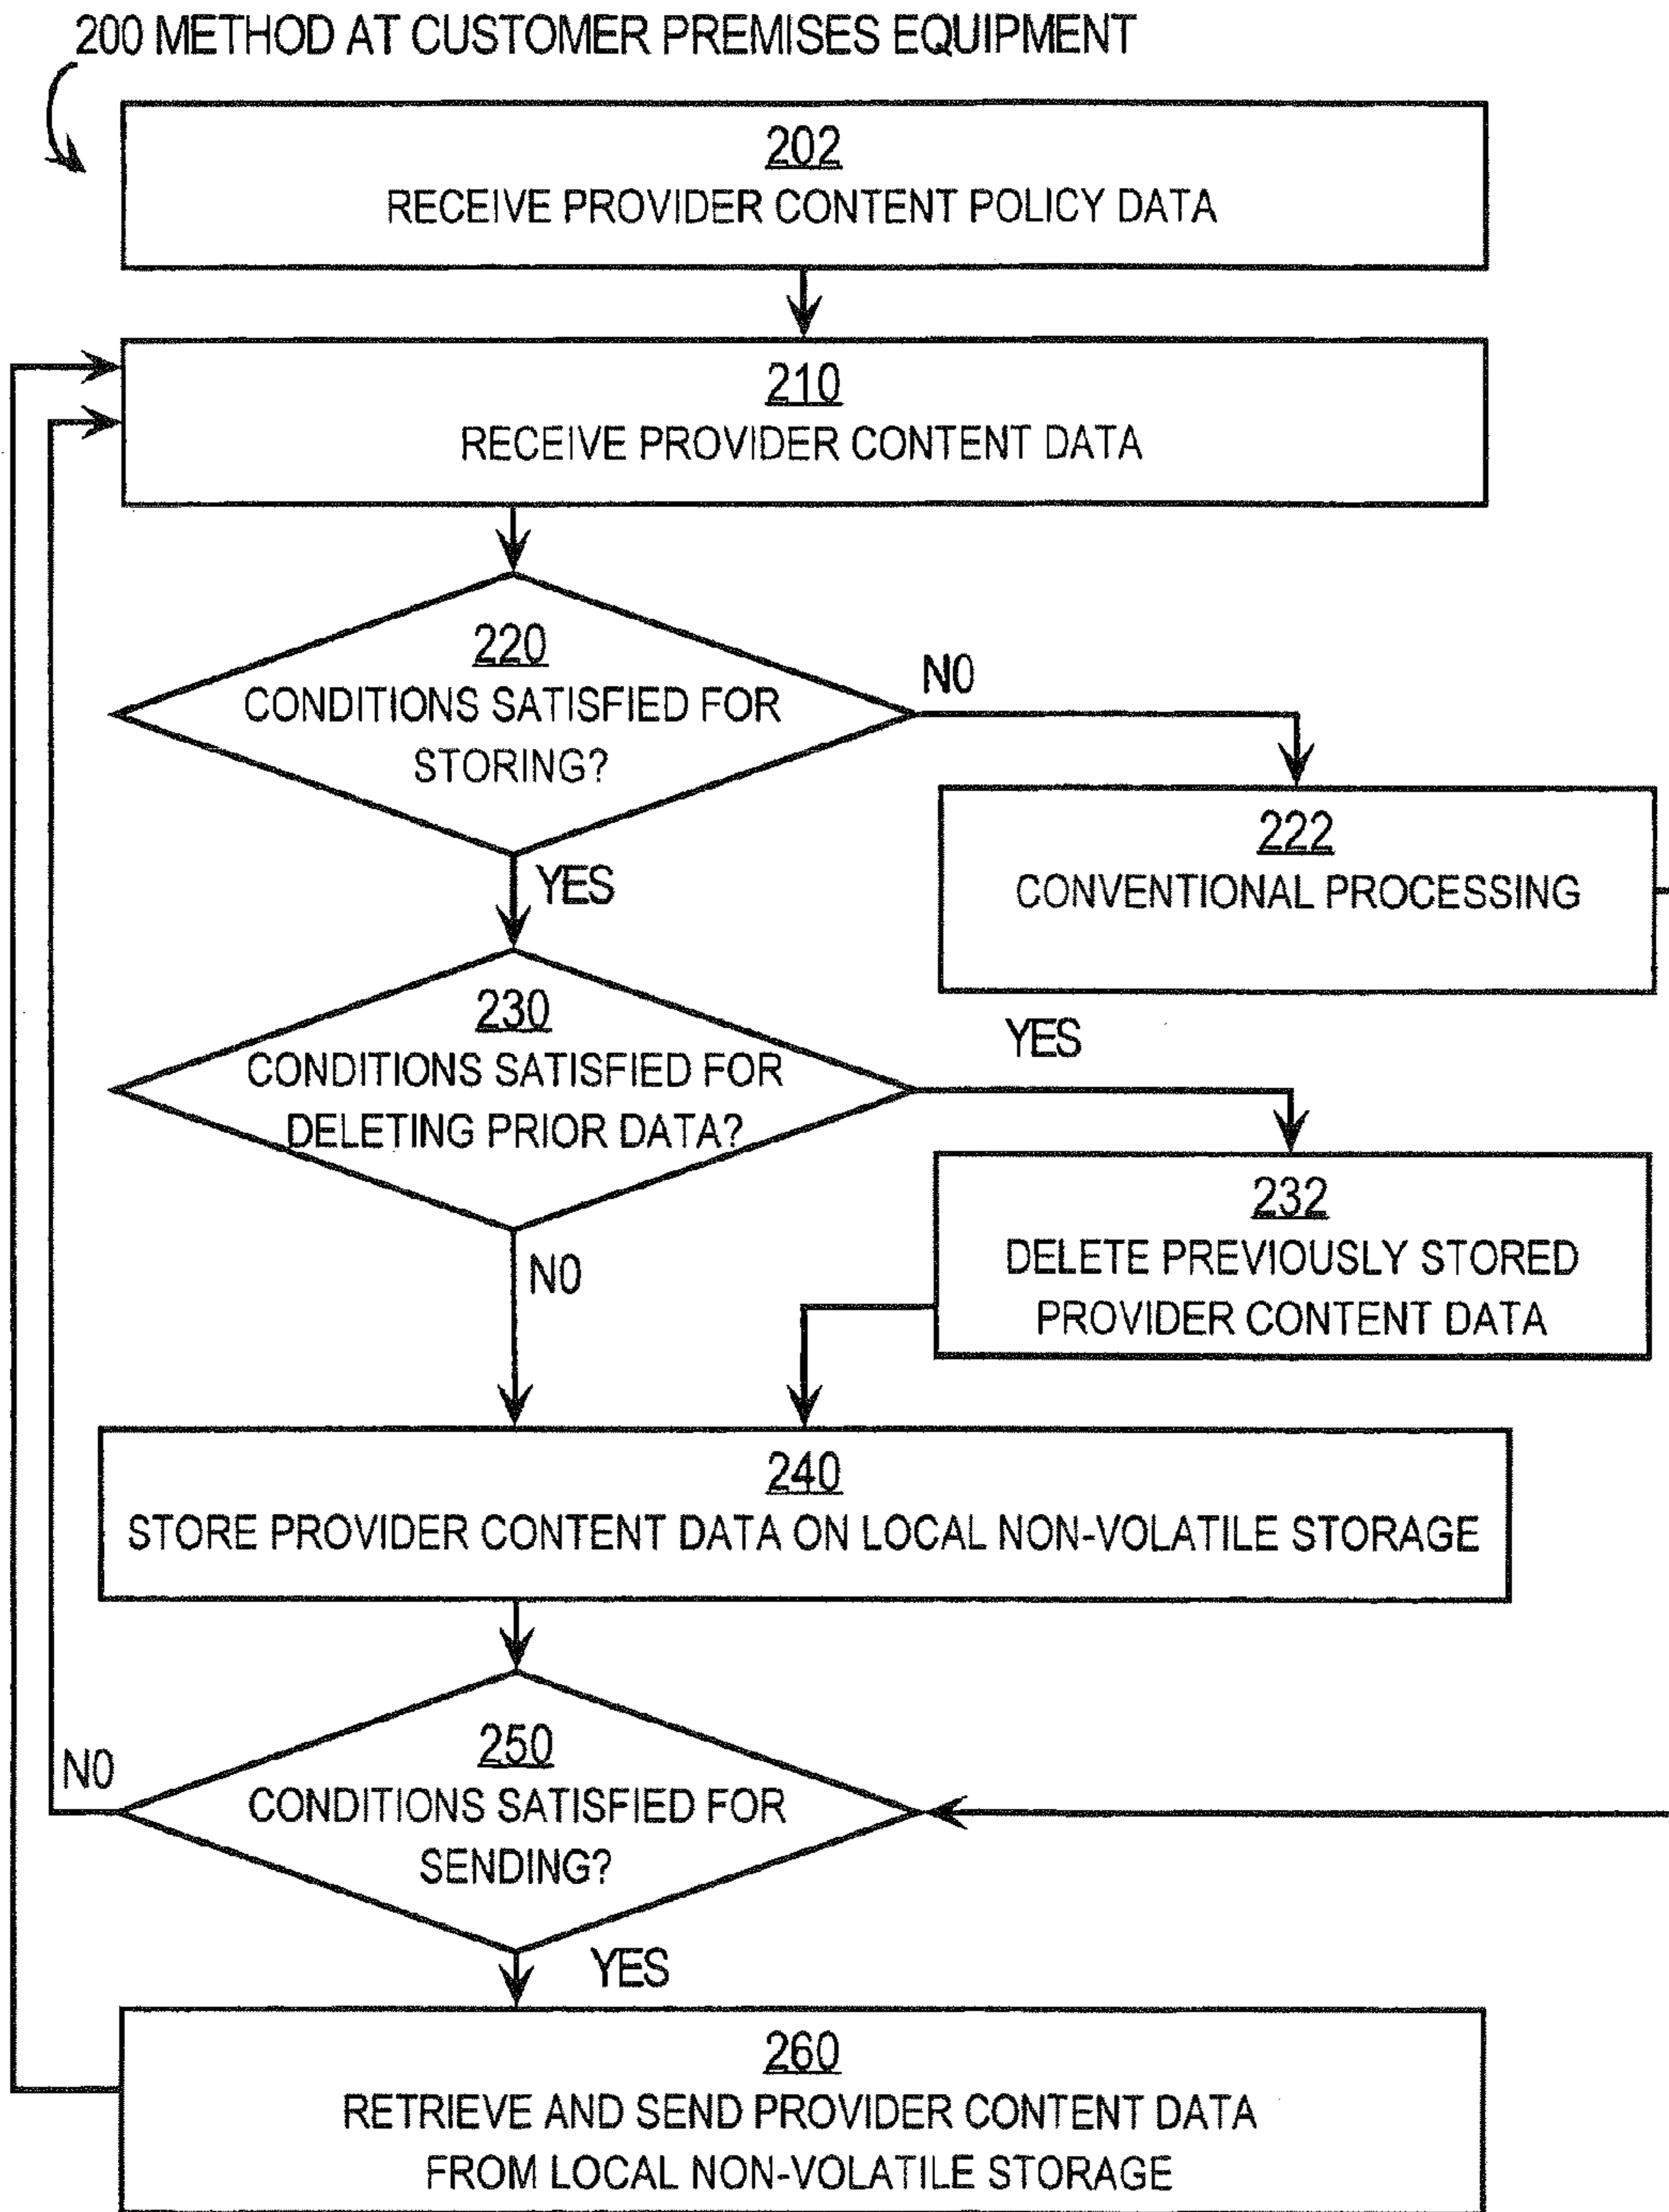 200 METHOD AT CUSTOMER PREMISES EQUIPMENT
202
RECEIVE PROVIDER CONTENT POLICY DATA
210
RECEIVE PROVIDER CONTENT DATA
220
CONDITIONS SATISFIED FOR
STORING?
NO
222
CONVENTIONAL PROCESSING
YES
230
CONDITIONS SATISFIED FOR
DELETING PRIOR DATA?
YES
232
DELETE PREVIOUSLY STORED
PROVIDER CONTENT DATA
NO
240
STORE PROVIDER CONTENT DATA ON LOCAL NON-VOLATILE STORAGE
250
CONDITIONS SATISFIED FOR
SENDING?
NO
YES
260
RETRIEVE AND SEND PROVIDER CONTENT DATA
FROM LOCAL NON-VOLATILE STORAGE